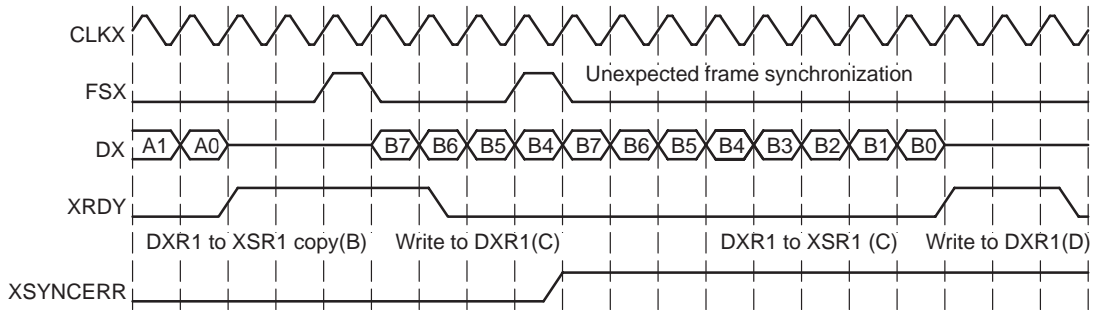 CLKX
FSX
Unexpected frame synchronization
DX A1 A0 B7 B6 B5 B4 B7 B6 B5 B4 B3 B2 B1 B0
XRDY
DXR1 to XSR1 copy(B) Write to DXR1(C) DXR1 to XSR1 (C) Write to DXR1(D)
XSYNCERR